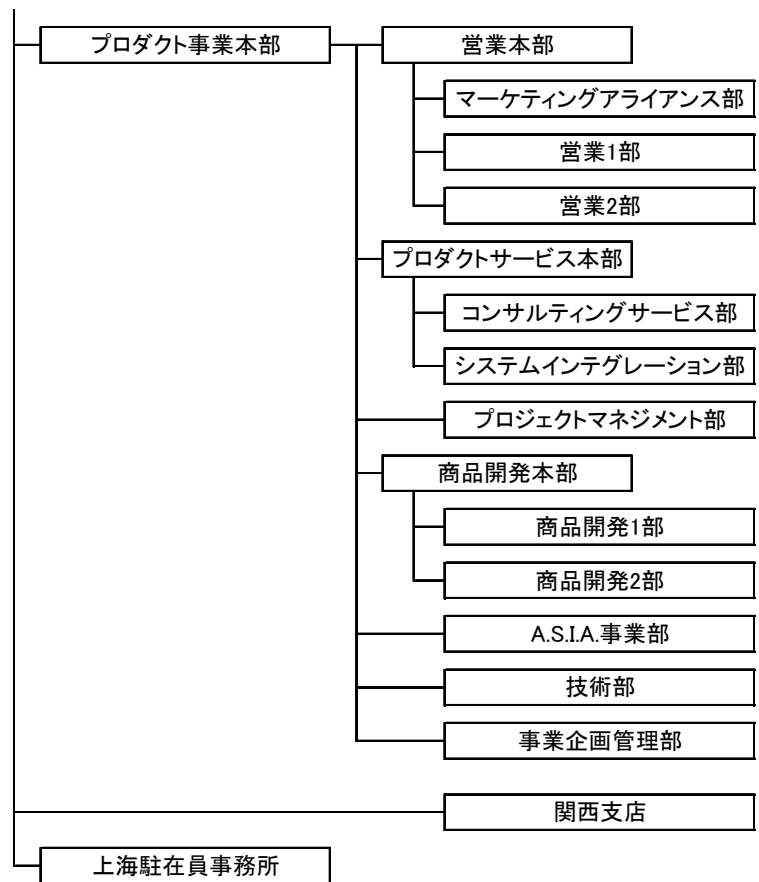 プロダクト事業本部
営業本部
マーケティングアライアンス部
営業1部
営業2部
プロダクトサービス本部
コンサルティングサービス部
システムインテグレーション部
プロジェクトマネジメント部
商品開発本部
商品開発1部
商品開発2部
A.S.I.A.事業部
技術部
事業企画管理部
関西支店
上海駐在員事務所